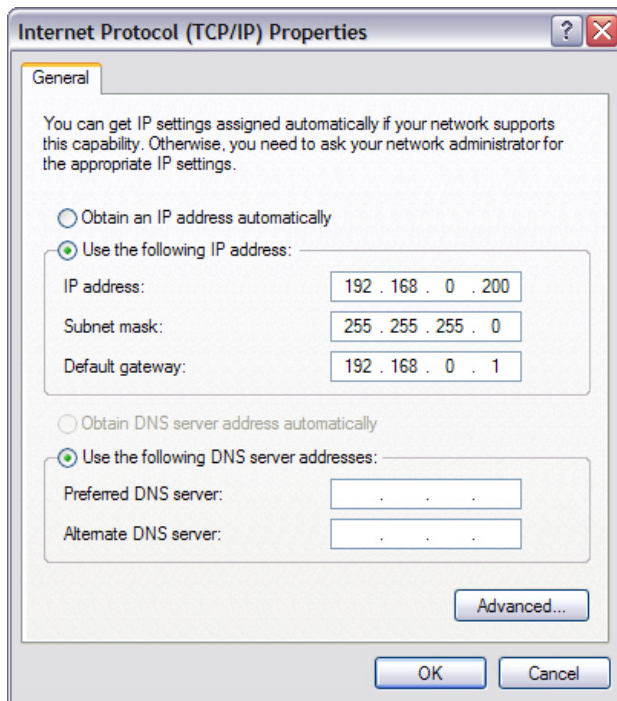 Internet Protocol (TCP/IP) Properties
General
You can get IP settings assigned automatically if your network supports
this capability. Otherwise, you need to ask your network administrator for
the appropriate IP settings.
Obtain an IP address automatically
Use the following IP address:
IP address: 192 . 168 . 0 . 200
Subnet mask: 255 . 255 . 255 . 0
Default gateway: 192 . 168 . 0 . 1
Obtain DNS server address automatically
Use the following DNS server addresses:
Preferred DNS server: . . .
Alternate DNS server: . . .
Advanced...
OK Cancel